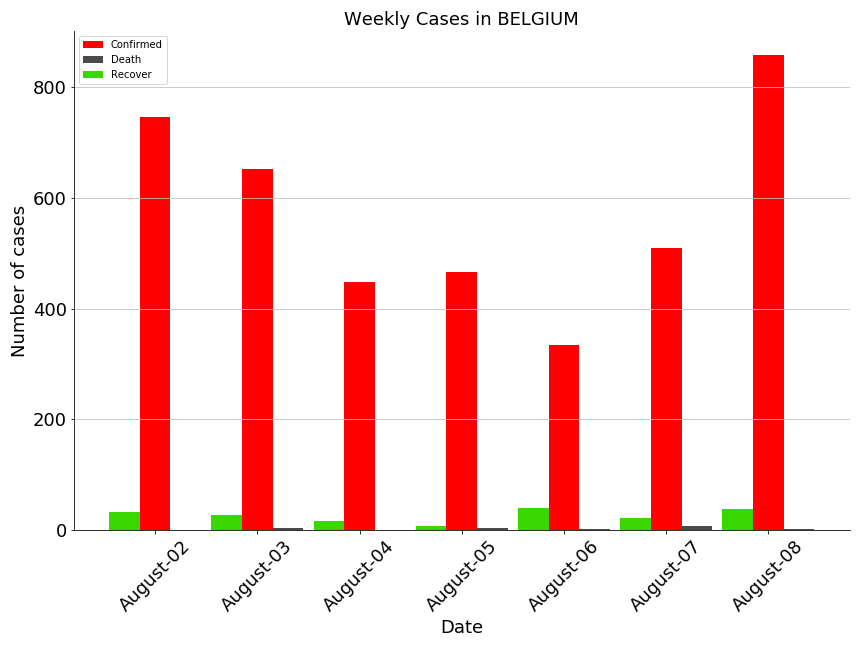 Weekly Cases in BELGIUM
Confirmed
Death
Recover
Number of cases
800
600
400
200
0
August-02
August-03
August-04
August-05
August-06
August-07
August-08
Date